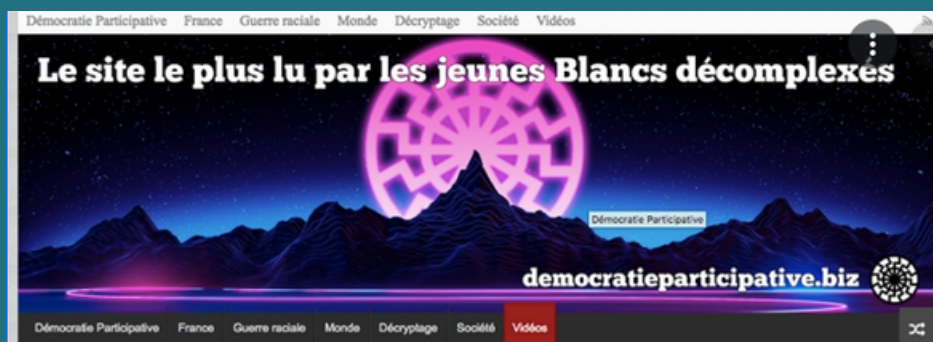 Démocratie Participative France Guerre raciale Monde Décryptage Société Vidéos
Le site le plus lu par les jeunes Blancs décomplexés
Démocratie Participative
democratieparticipative.biz
Démocratie Participative France Guerre raciale Monde Décryptage Société Vidéos